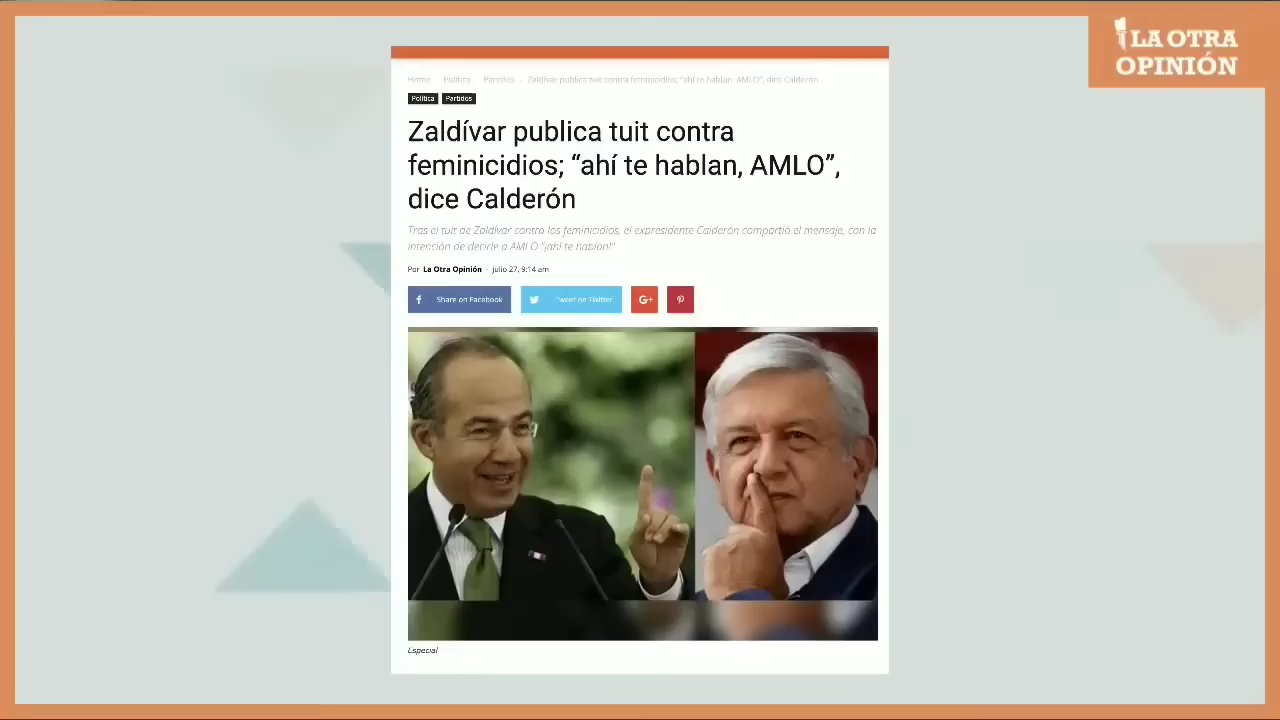 LA OTRA
OPINIÓN
Home Política Partidos › Zaldívar publica tuit contra feminicidios; “ahí te hablan, AMLO”, dice Calderón
Política Partidos
Zaldívar publica tuit contra
feminicidios; “ahí te hablan, AMLO”,
dice Calderón
Tras el tuit de Zaldívar contra los feminicidios, el expresidente Calderón compartió el mensaje, con la
intención de decirle a AMLO "¡ahí te hablan!"
Por La Otra Opinión - julio 27, 9:14 am
f Share on Facebook Tweet on Twitter G+
Especial